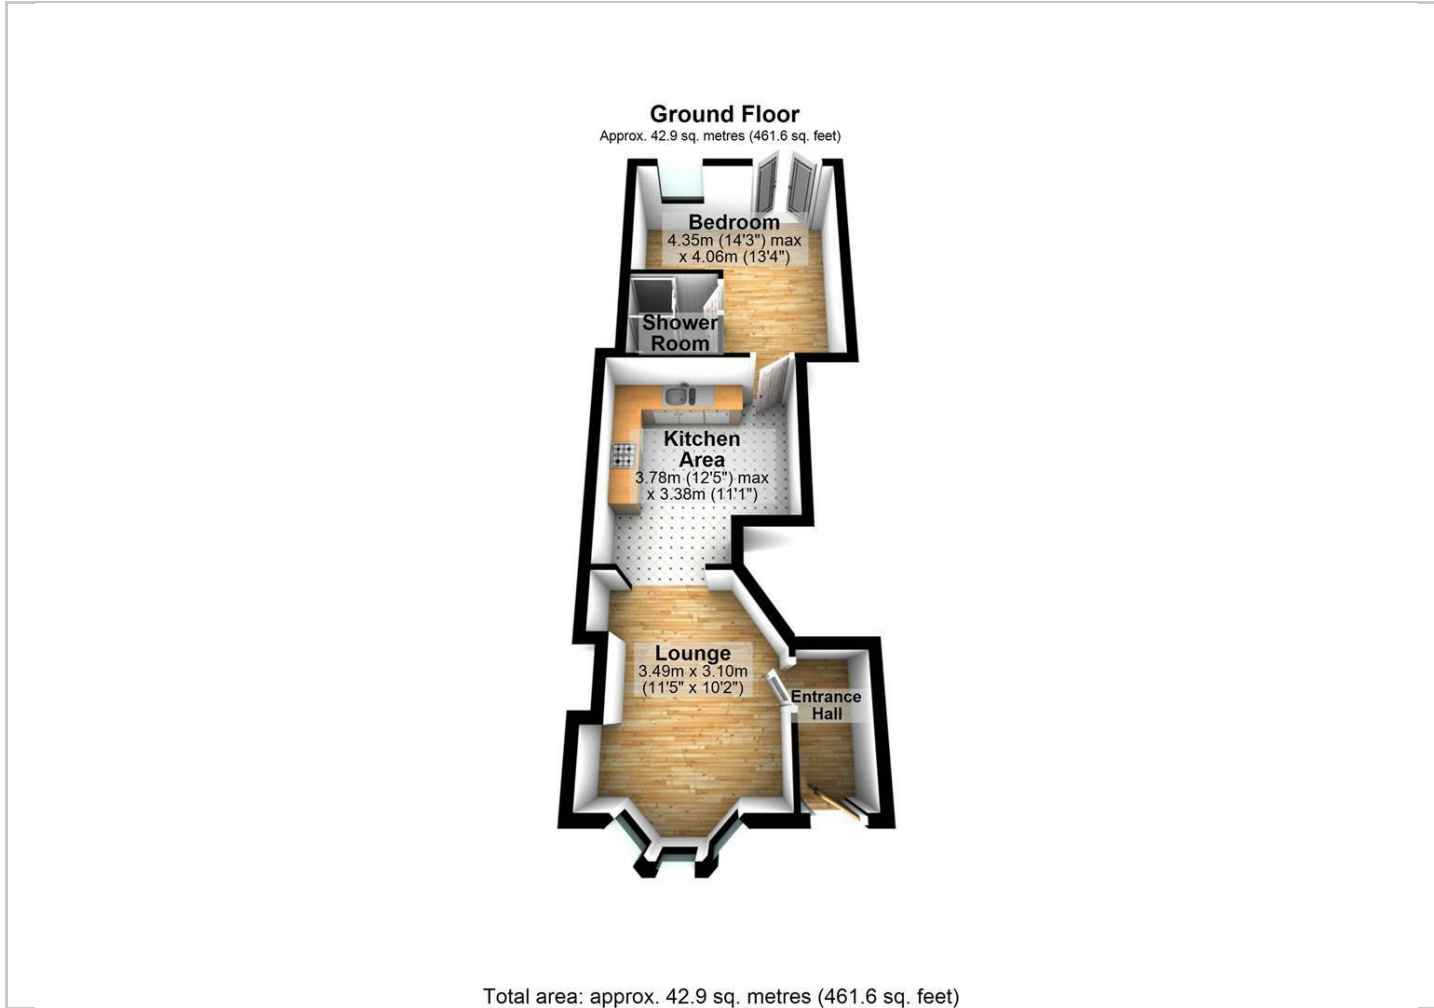 Ground Floor
Approx. 42.9 sq. metres (461.6 sq. feet)
Bedroom
4.35m (14'3") max
x 4.06m (13'4")
Shower
Room
Kitchen
Area
3.78m (12'5") max
x 3.38m (11'1")
Lounge
3.49m x 3.10m
(11'5" x 10'2")
Entrance
Hall
Total area: approx. 42.9 sq. metres (461.6 sq. feet)